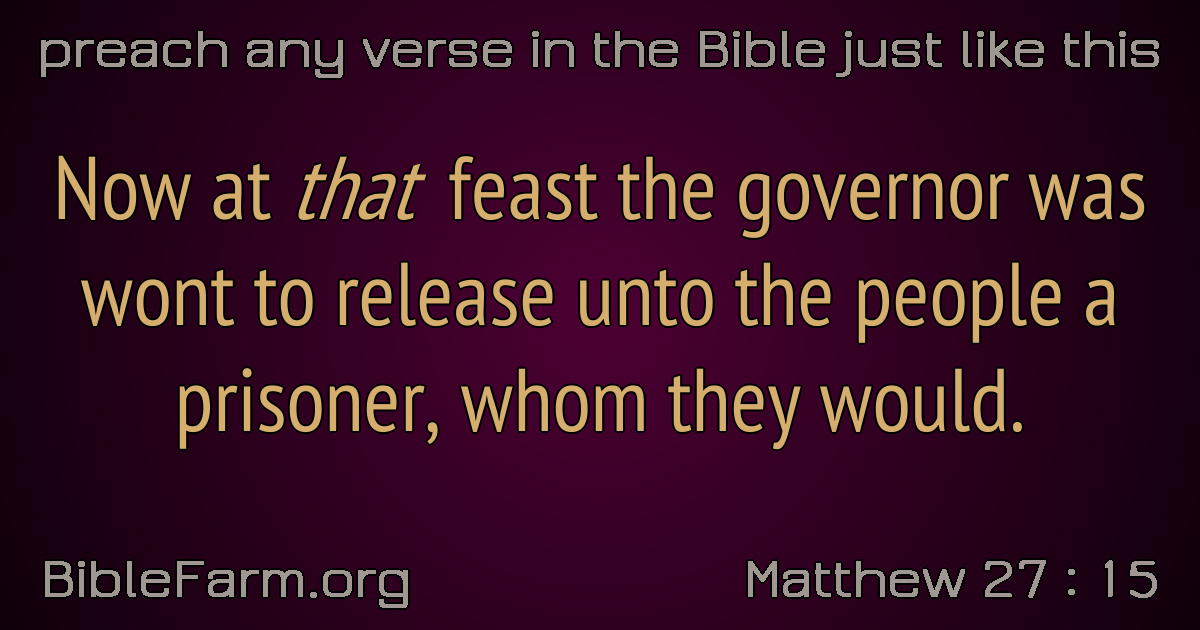 preach any verse in the Bible just like this
Now at that feast the governor was
wont to release unto the people a
prisoner, whom they would.
BibleFarm.org
Matthew 27 : 15